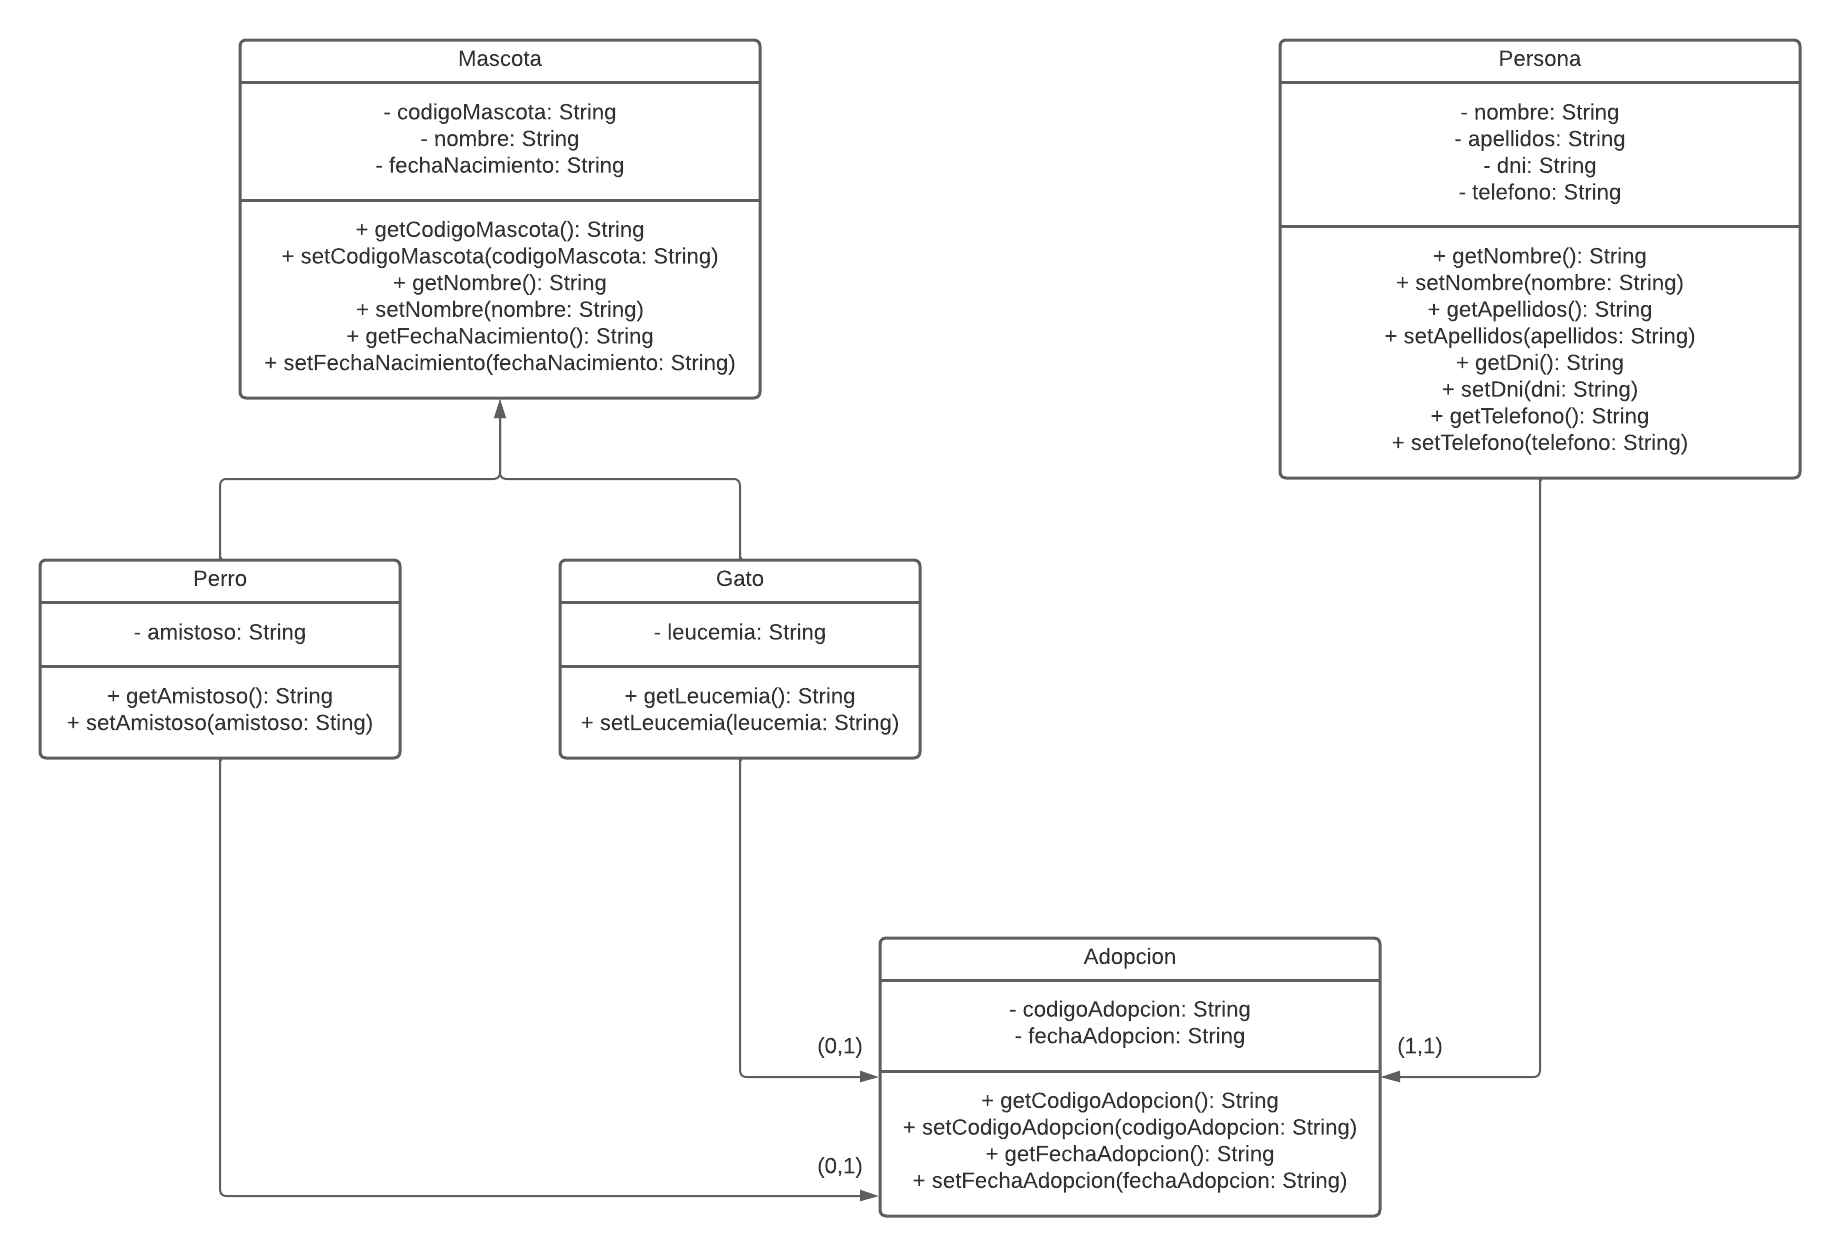 Mascota
- codigoMascota: String
- nombre: String
- fechaNacimiento: String
+ getCodigoMascota(): String
+ setCodigoMascota(codigoMascota: String)
+ getNombre(): String
+ setNombre(nombre: String)
+ getFechaNacimiento(): String
+ setFechaNacimiento(fechaNacimiento: String)
Persona
- nombre: String
- apellidos: String
- dni: String
- telefono: String
+ getNombre(): String
+ setNombre(nombre: String)
+ getApellidos(): String
+ setApellidos(apellidos: String)
+ getDni(): String
+ setDni(dni: String)
+ getTelefono(): String
+ setTelefono(telefono: String)
Perro
- amistoso: String
+ getAmistoso(): String
+ setAmistoso(amistoso: Sting)
Gato
- leucemia: String
+ getLeucemia(): String
+ setLeucemia(leucemia: String)
Adopcion
- codigoAdopcion: String
- fechaAdopcion: String
+ getCodigoAdopcion(): String
+ setCodigoAdopcion(codigoAdopcion: String)
+ getFechaAdopcion(): String
+ setFechaAdopcion(fechaAdopcion: String)
(0,1)
(1,1)
(0,1)